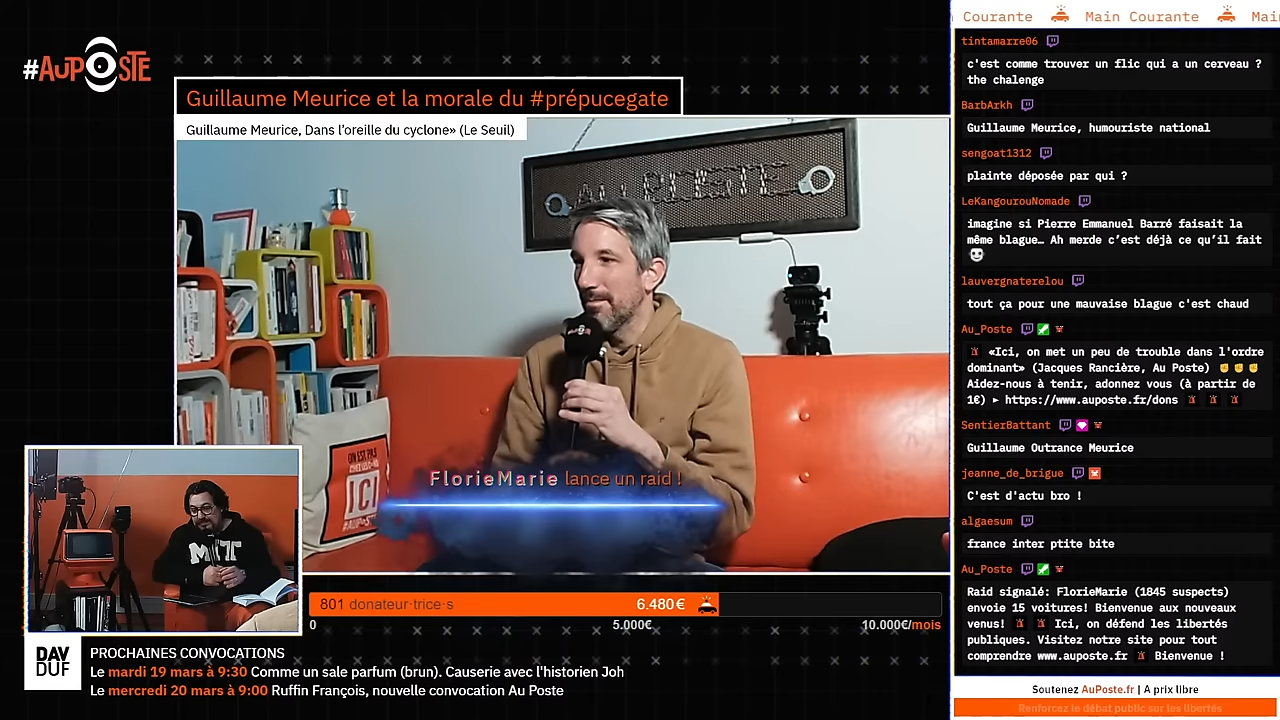 #AuPOSTE
Guillaume Meurice et la morale du #prépucegate
Guillaume Meurice, Dans l’oreille du cyclone» (Le Seuil)
AU POSTE
ICI
#AUPOSTE
FlorieMarie lance un raid !
MIT
801 donateur·trice·s
6.480€
0
5.000€
10.000€/mois
DAV
DUF
PROCHAINES CONVOCATIONS
Le mardi 19 mars à 9:30 Comme un sale parfum (brun). Causerie avec l'historien Joh
Le mercredi 20 mars à 9:00 Ruffin François, nouvelle convocation Au Poste
Courante Main Courante Mai
tintamarre06
c'est comme trouver un flic qui a un cerveau ?
the chalenge
BarbArkh
Guillaume Meurice, humouriste national
sengoat1312
plainte déposée par qui ?
LeKangourouNomade
imagine si Pierre Emmanuel Barré faisait la
même blague… Ah merde c’est déjà ce qu’il fait
lauvergnaterelou
tout ça pour une mauvaise blague c'est chaud
Au_Poste
«Ici, on met un peu de trouble dans l'ordre
dominant» (Jacques Rancière, Au Poste) ✊✊✊
Aidez-nous à tenir, adonnez vous (à partir de
1€) ► https://www.auposte.fr/dons
SentierBattant
Guillaume Outrance Meurice
jeanne_de_brigue
C'est d'actu bro !
algaesum
france inter ptite bite
Au_Poste
Raid signalé: FlorieMarie (1845 suspects)
envoie 15 voitures! Bienvenue aux nouveaux
venus! Ici, on défend les libertés
publiques. Visitez notre site pour tout
comprendre www.auposte.fr Bienvenue !
Soutenez AuPoste.fr | A prix libre
Renforcez le débat public sur les libertés